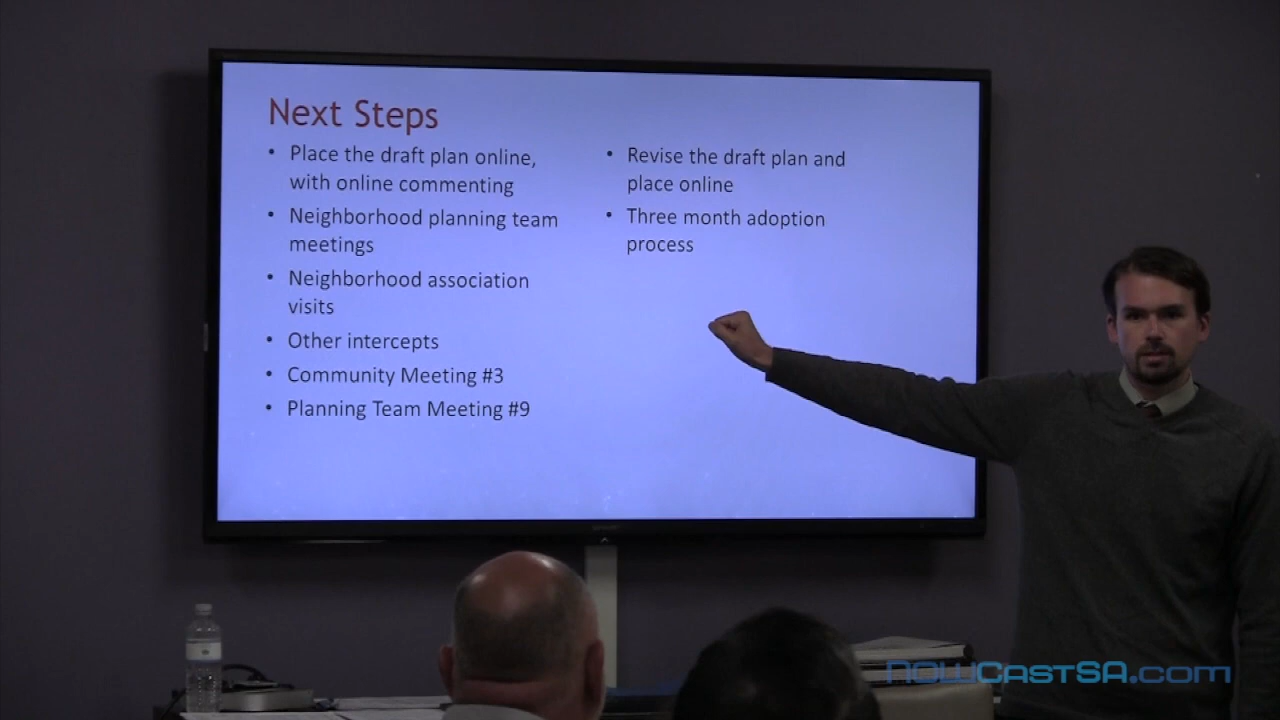 Next Steps
• Place the draft plan online,
with online commenting
• Neighborhood planning team
meetings
• Neighborhood association
visits
• Other intercepts
• Community Meeting #3
• Planning Team Meeting #9
• Revise the draft plan and
place online
• Three month adoption
process
NOWCastSA.com